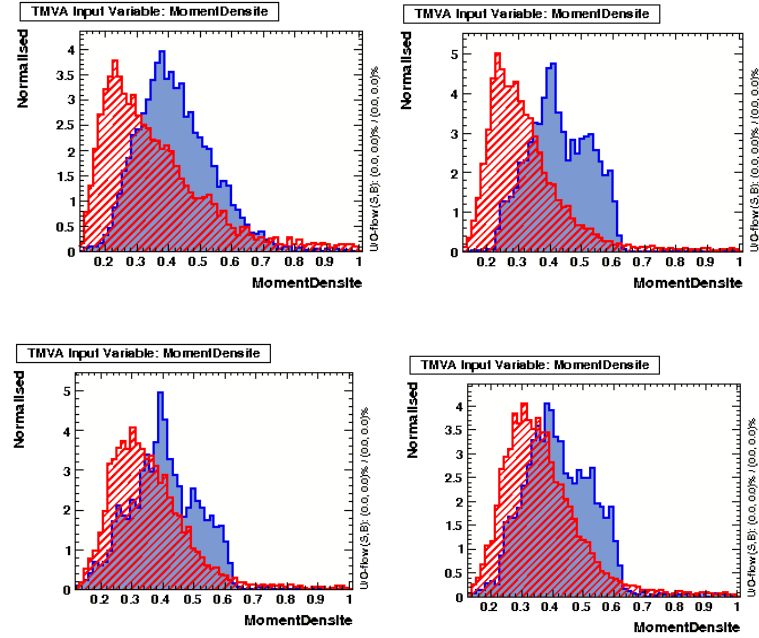 TMVA Input Variable: MomentDensite
Normalised
4
3.5
3
2.5
2
1.5
1
0.5
0
0.2 0.3 0.4 0.5 0.6 0.7 0.8 0.9 1
MomentDensite
U/O-flow (S,B): (0.0, 0.0)% / (0.0, 0.0)%
TMVA Input Variable: MomentDensite
Normalised
5
4
3
2
1
0
0.2 0.3 0.4 0.5 0.6 0.7 0.8 0.9 1
MomentDensite
U/O-flow (S,B): (0.0, 0.0)% / (0.0, 0.0)%
TMVA Input Variable: MomentDensite
Normalised
5
4
3
2
1
0
0.2 0.3 0.4 0.5 0.6 0.7 0.8 0.9 1
MomentDensite
U/O-flow (S,B): (0.0, 0.0)% / (0.0, 0.0)%
TMVA Input Variable: MomentDensite
Normalised
4
3.5
3
2.5
2
1.5
1
0.5
0
0.2 0.3 0.4 0.5 0.6 0.7 0.8 0.9 1
MomentDensite
U/O-flow (S,B): (0.0, 0.0)% / (0.0, 0.0)%